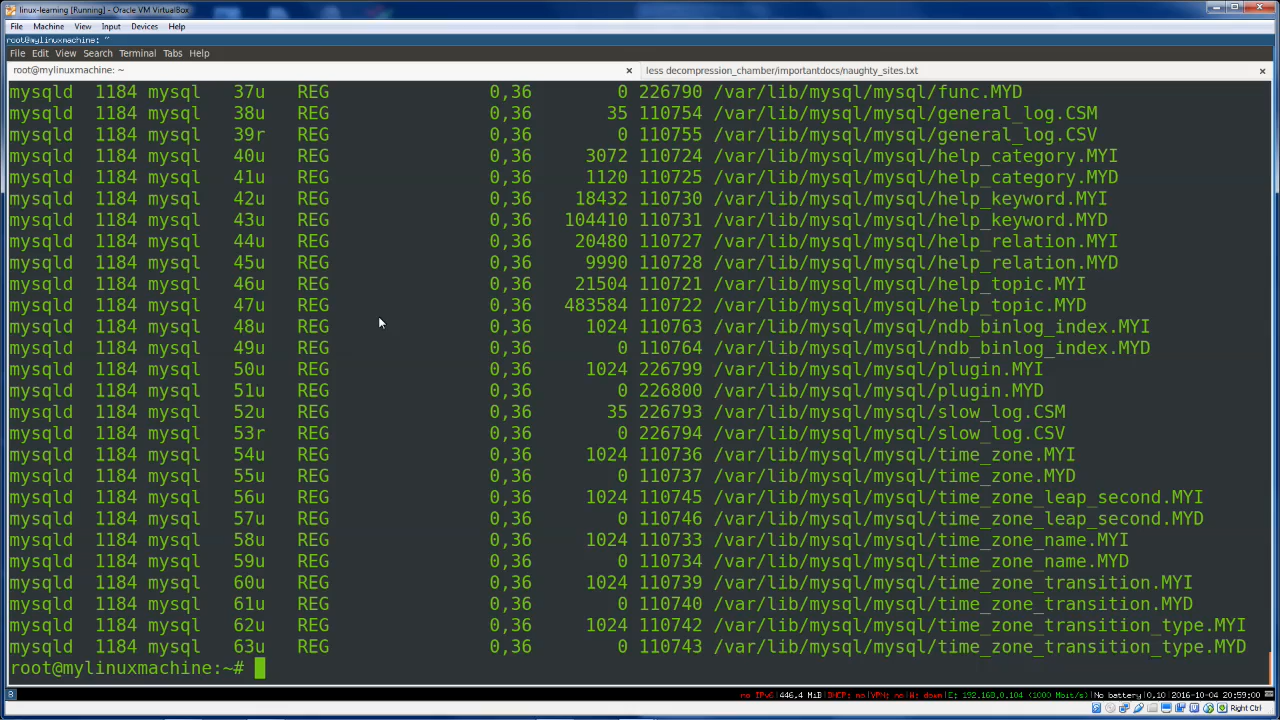 linux-learning [Running] - Oracle VM VirtualBox
File Machine View Input Devices Help
root@mylinuxmachine: ~
File Edit View Search Terminal Tabs Help
root@mylinuxmachine: ~ × less decompression_chamber/importantdocs/naughty_sites.txt ×
mysqld 1184 mysql 37u REG 0,36 0 226790 /var/lib/mysql/mysql/func.MYD
mysqld 1184 mysql 38u REG 0,36 35 110754 /var/lib/mysql/mysql/general_log.CSM
mysqld 1184 mysql 39r REG 0,36 0 110755 /var/lib/mysql/mysql/general_log.CSV
mysqld 1184 mysql 40u REG 0,36 3072 110724 /var/lib/mysql/mysql/help_category.MYI
mysqld 1184 mysql 41u REG 0,36 1120 110725 /var/lib/mysql/mysql/help_category.MYD
mysqld 1184 mysql 42u REG 0,36 18432 110730 /var/lib/mysql/mysql/help_keyword.MYI
mysqld 1184 mysql 43u REG 0,36 104410 110731 /var/lib/mysql/mysql/help_keyword.MYD
mysqld 1184 mysql 44u REG 0,36 20480 110727 /var/lib/mysql/mysql/help_relation.MYI
mysqld 1184 mysql 45u REG 0,36 9990 110728 /var/lib/mysql/mysql/help_relation.MYD
mysqld 1184 mysql 46u REG 0,36 21504 110721 /var/lib/mysql/mysql/help_topic.MYI
mysqld 1184 mysql 47u REG 0,36 483584 110722 /var/lib/mysql/mysql/help_topic.MYD
mysqld 1184 mysql 48u REG 0,36 1024 110763 /var/lib/mysql/mysql/ndb_binlog_index.MYI
mysqld 1184 mysql 49u REG 0,36 0 110764 /var/lib/mysql/mysql/ndb_binlog_index.MYD
mysqld 1184 mysql 50u REG 0,36 1024 226799 /var/lib/mysql/mysql/plugin.MYI
mysqld 1184 mysql 51u REG 0,36 0 226800 /var/lib/mysql/mysql/plugin.MYD
mysqld 1184 mysql 52u REG 0,36 35 226793 /var/lib/mysql/mysql/slow_log.CSM
mysqld 1184 mysql 53r REG 0,36 0 226794 /var/lib/mysql/mysql/slow_log.CSV
mysqld 1184 mysql 54u REG 0,36 1024 110736 /var/lib/mysql/mysql/time_zone.MYI
mysqld 1184 mysql 55u REG 0,36 0 110737 /var/lib/mysql/mysql/time_zone.MYD
mysqld 1184 mysql 56u REG 0,36 1024 110745 /var/lib/mysql/mysql/time_zone_leap_second.MYI
mysqld 1184 mysql 57u REG 0,36 0 110746 /var/lib/mysql/mysql/time_zone_leap_second.MYD
mysqld 1184 mysql 58u REG 0,36 1024 110733 /var/lib/mysql/mysql/time_zone_name.MYI
mysqld 1184 mysql 59u REG 0,36 0 110734 /var/lib/mysql/mysql/time_zone_name.MYD
mysqld 1184 mysql 60u REG 0,36 1024 110739 /var/lib/mysql/mysql/time_zone_transition.MYI
mysqld 1184 mysql 61u REG 0,36 0 110740 /var/lib/mysql/mysql/time_zone_transition.MYD
mysqld 1184 mysql 62u REG 0,36 1024 110742 /var/lib/mysql/mysql/time_zone_transition_type.MYI
mysqld 1184 mysql 63u REG 0,36 0 110743 /var/lib/mysql/mysql/time_zone_transition_type.MYD
root@mylinuxmachine:~#
no IPv6|446,4 MiB|DHCP: no|VPN: no|W: down|E: 192.168.0.104 (1000 Mbit/s)|No battery|0,10|2016-10-04 20:59:00
Right Ctrl